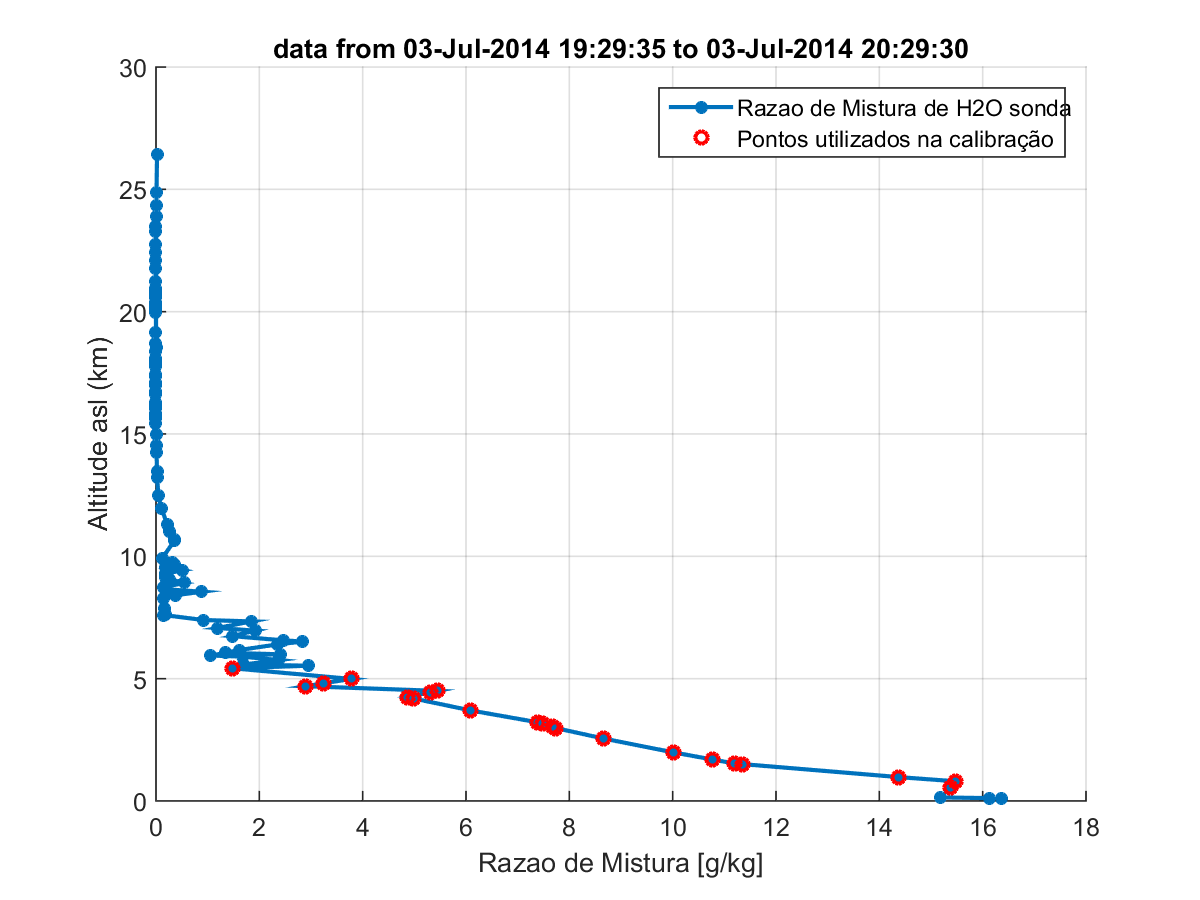 data from 03-Jul-2014 19:29:35 to 03-Jul-2014 20:29:30
Razao de Mistura de H2O sonda
Pontos utilizados na calibração
Altitude asl (km)
30
25
20
15
10
5
0
0 2 4 6 8 10 12 14 16 18
Razao de Mistura [g/kg]